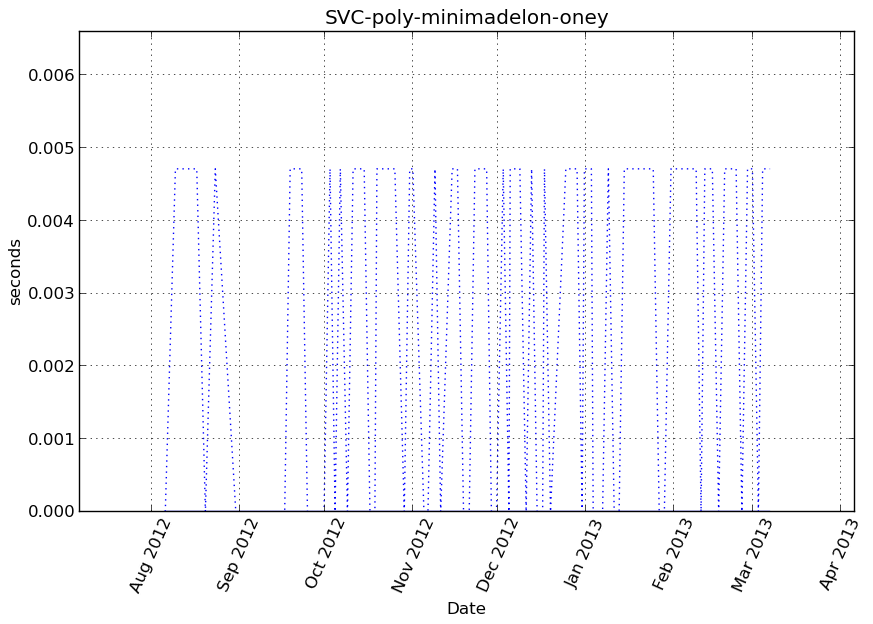 SVC-poly-minimadelon-oney
0.006
0.005
0.004
0.003
0.002
0.001
0.000
seconds
Aug 2012
Sep 2012
Oct 2012
Nov 2012
Dec 2012
Jan 2013
Feb 2013
Mar 2013
Apr 2013
Date